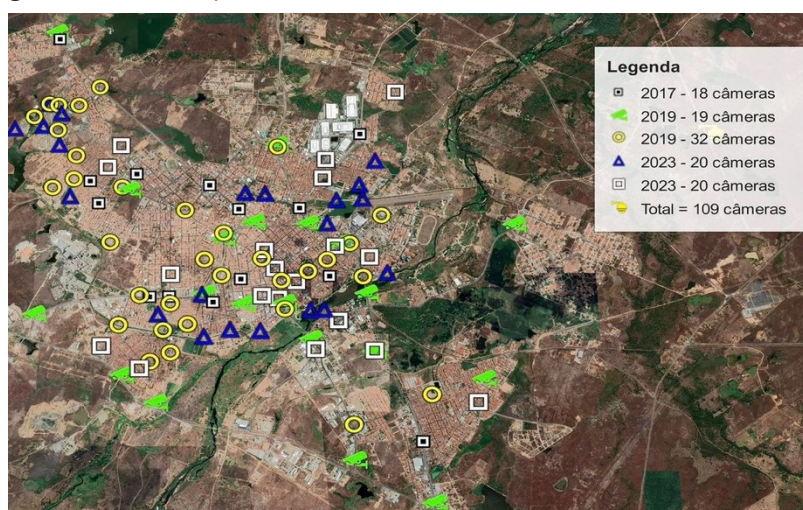 Legenda
2017 - 18 câmeras
2019 - 19 câmeras
2019 - 32 câmeras
2023 - 20 câmeras
2023 - 20 câmeras
Total = 109 câmeras